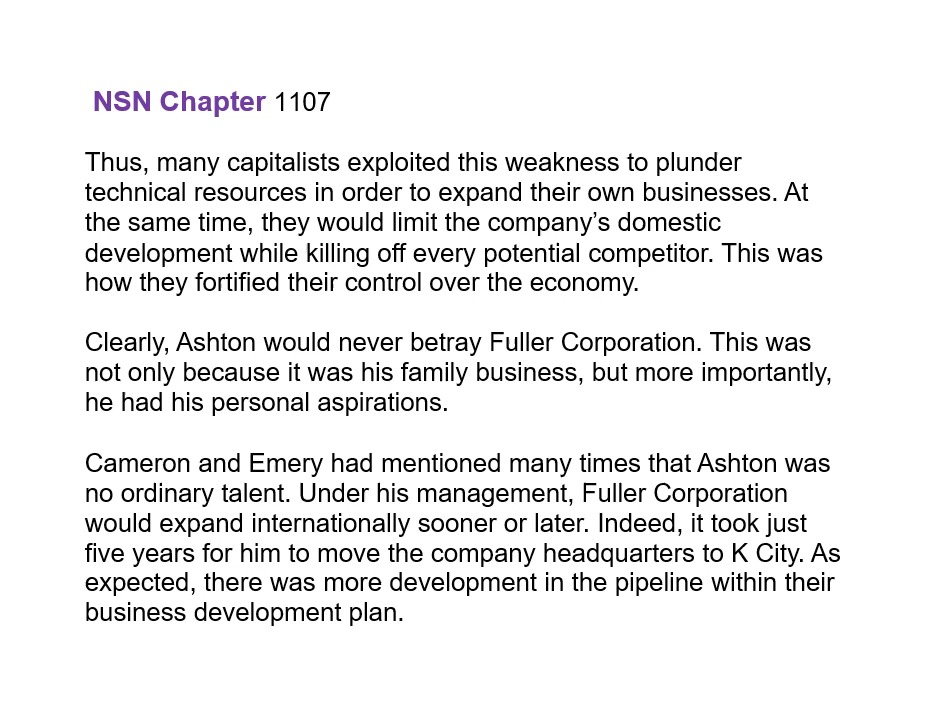 NSN Chapter 1107
Thus, many capitalists exploited this weakness to plunder
technical resources in order to expand their own businesses. At
the same time, they would limit the company’s domestic
development while killing off every potential competitor. This was
how they fortified their control over the economy.
Clearly, Ashton would never betray Fuller Corporation. This was
not only because it was his family business, but more importantly,
he had his personal aspirations.
Cameron and Emery had mentioned many times that Ashton was
no ordinary talent. Under his management, Fuller Corporation
would expand internationally sooner or later. Indeed, it took just
five years for him to move the company headquarters to K City. As
expected, there was more development in the pipeline within their
business development plan.